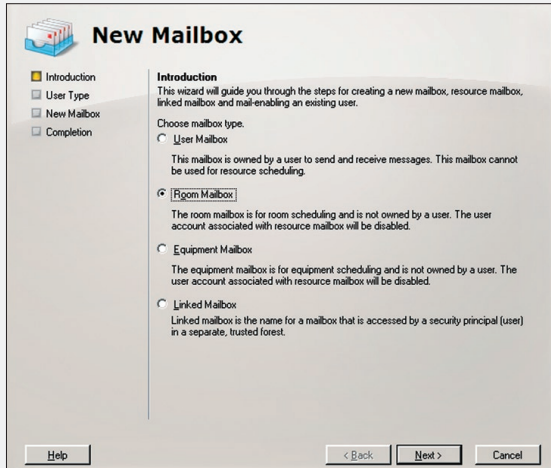 New Mailbox
Introduction
User Type
New Mailbox
Completion
Introduction
This wizard will guide you through the steps for creating a new mailbox, resource mailbox,
linked mailbox and mail-enabling an existing user.
Choose mailbox type.
User Mailbox
This mailbox is owned by a user to send and receive messages. This mailbox cannot
be used for resource scheduling.
Room Mailbox
The room mailbox is for room scheduling and is not owned by a user. The user
account associated with resource mailbox will be disabled.
Equipment Mailbox
The equipment mailbox is for equipment scheduling and is not owned by a user. The
user account associated with resource mailbox will be disabled.
Linked Mailbox
Linked mailbox is the name for a mailbox that is accessed by a security principal (user)
in a separate, trusted forest.
Help
< Back
Next >
Cancel